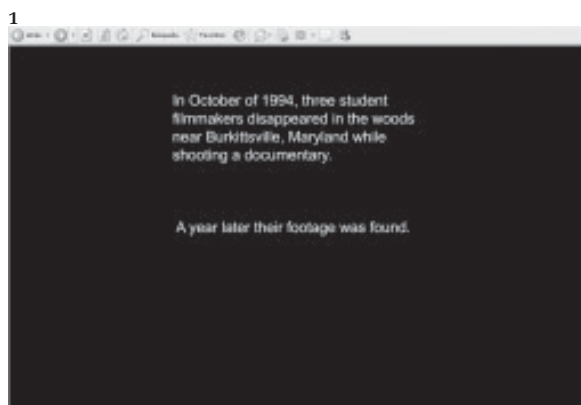 1
In October of 1994, three student
filmmakers disappeared in the woods
near Burkittsville, Maryland while
shooting a documentary.
A year later their footage was found.